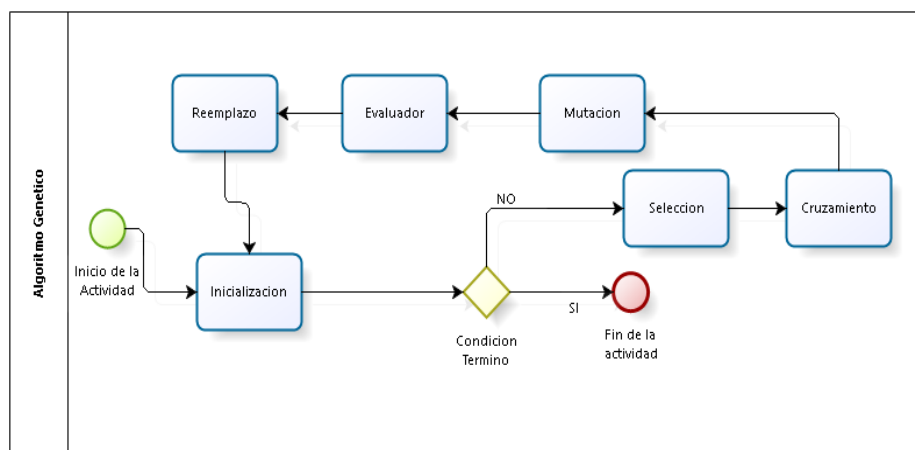 Algoritmo Genetico
Reemplazo
Evaluador
Mutacion
NO
Seleccion
Cruzamiento
Inicio de la
Actividad
Inicializacion
SI
Condicion
Termino
Fin de la
actividad